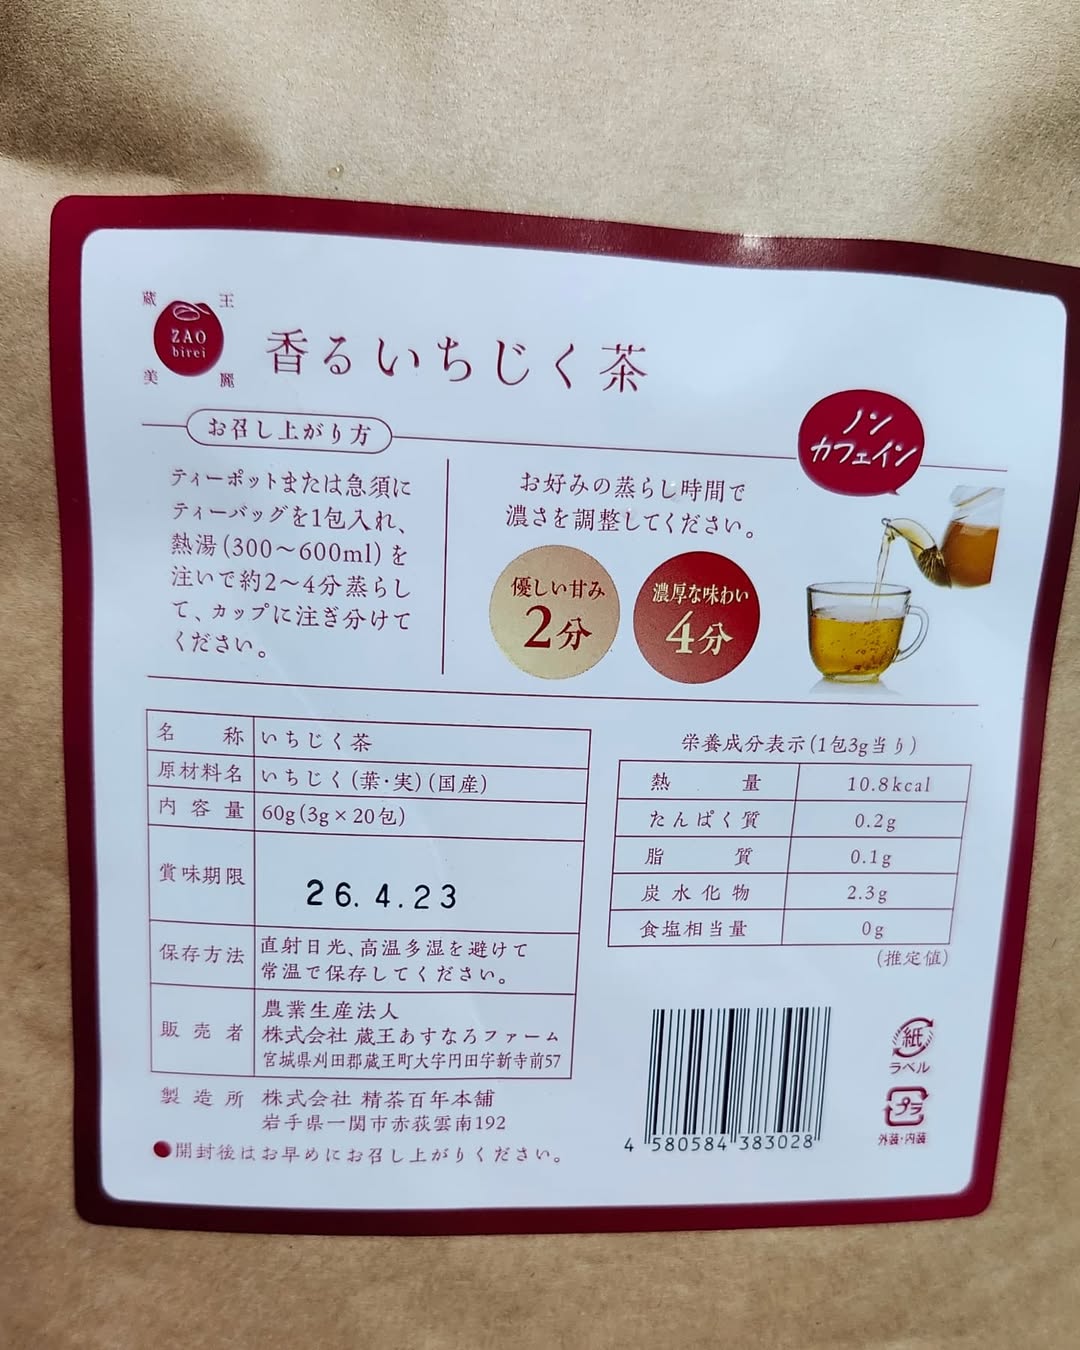 蔵王
ZAO
birei
美麗
香るいちじく茶
お召し上がり方
ノン
カフェイン
ティーポットまたは急須に
ティーバッグを1包入れ、
熱湯(300〜600ml)を
注いで約2〜4分蒸らし
て、カップに注ぎ分けて
ください。
お好みの蒸らし時間で
濃さを調整してください。
優しい甘み
2分
濃厚な味わい
4分
名称 いちじく茶
原材料名 いちじく(葉・実)(国産)
内容量 60g(3g×20包)
賞味期限 26.4.23
保存方法 直射日光、高温多湿を避けて
常温で保存してください。
販売者 農業生産法人
株式会社 蔵王あすなろファーム
宮城県刈田郡蔵王町大字円田字新寺前57
製造所 株式会社 精茶百年本舗
岩手県一関市赤荻雲南192
●開封後はお早めにお召し上がりください。
栄養成分表示(1包3g当り)
熱量 10.8kcal
たんぱく質 0.2g
脂質 0.1g
炭水化物 2.3g
食塩相当量 0g
(推定値)
4 580584 383028
紙
ラベル
プラ
外装・内装